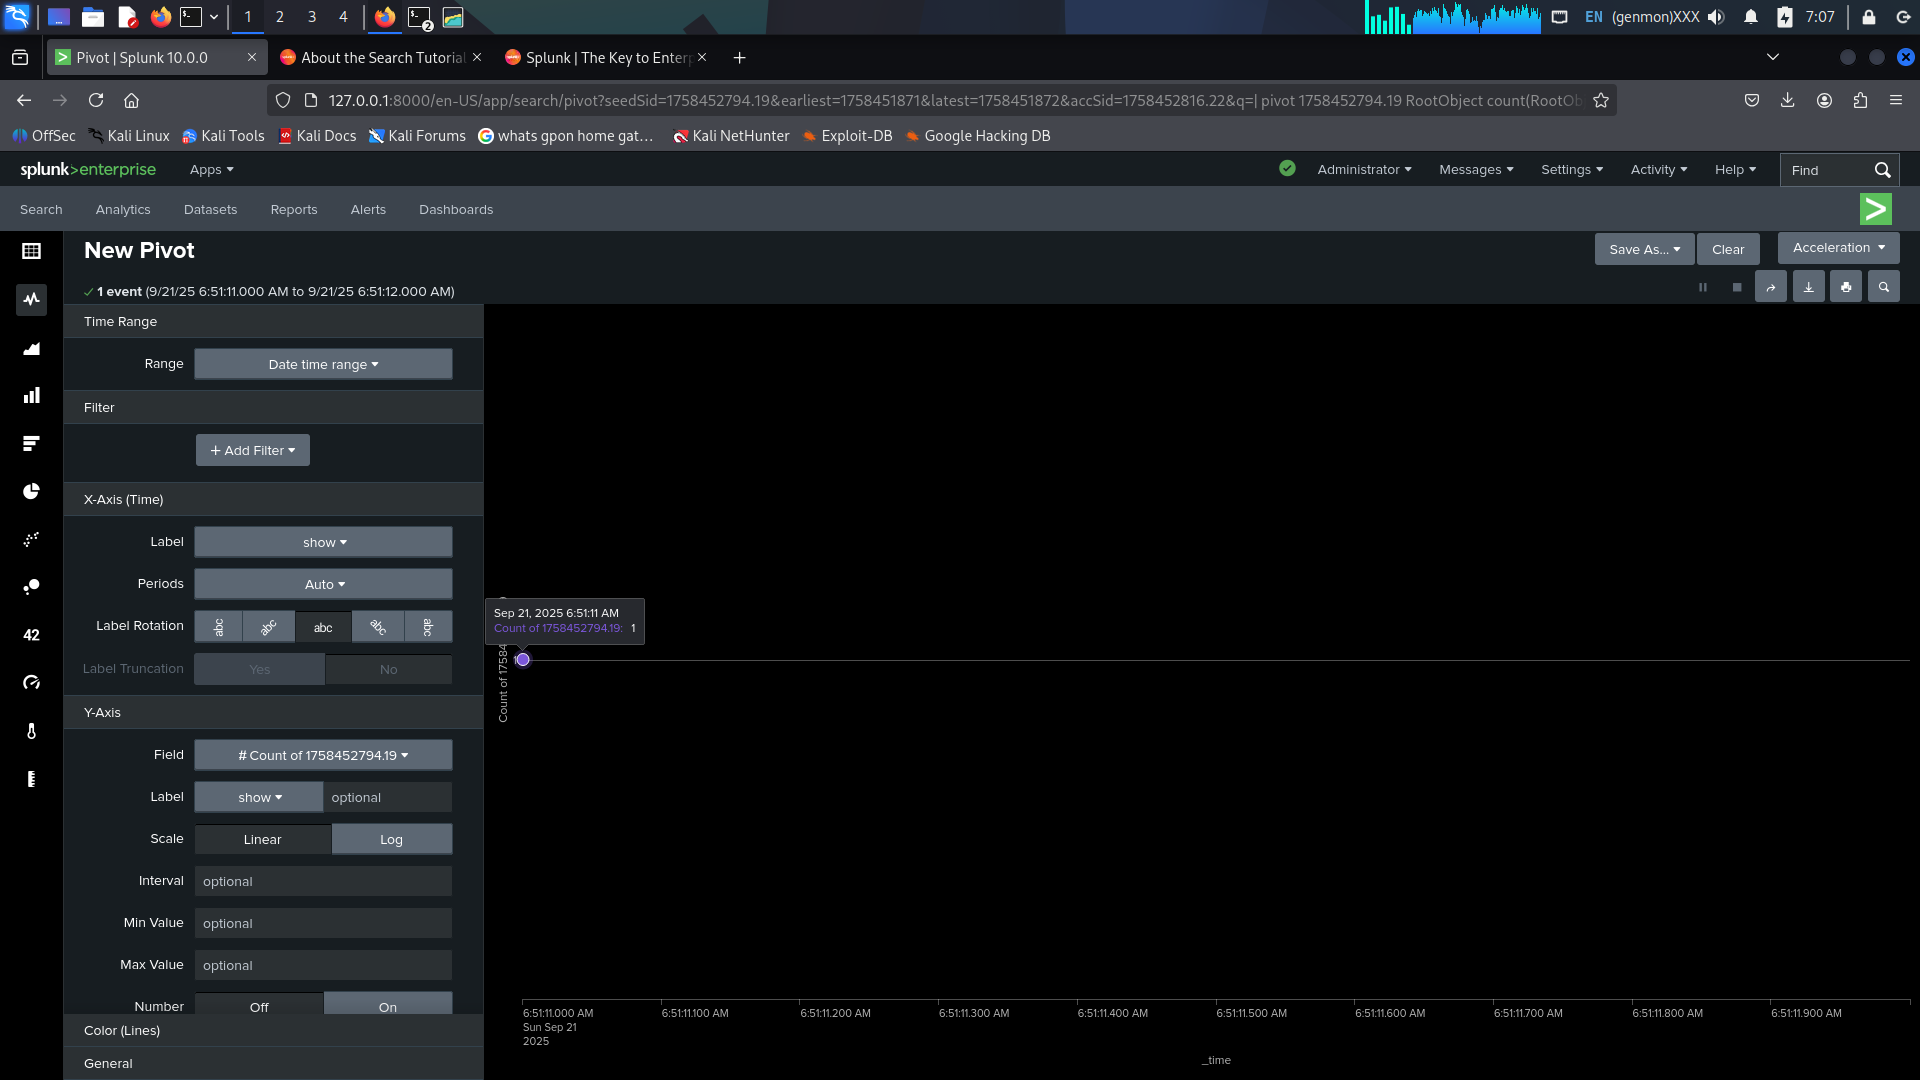 1 2 3 4 2 EN (genmon)XXX 7:07
Pivot | Splunk 10.0.0 About the Search Tutorial Splunk | The Key to Enterp
127.0.0.1:8000/en-US/app/search/pivot?seedSid=1758452794.19&earliest=1758451871&latest=1758451872&accSid=1758452816.22&q=| pivot 1758452794.19 RootObject count(RootOb
OffSec Kali Linux Kali Tools Kali Docs Kali Forums whats gpon home gat… Kali NetHunter Exploit-DB Google Hacking DB
splunk>enterprise Apps Administrator Messages Settings Activity Help Find
Search Analytics Datasets Reports Alerts Dashboards
New Pivot Save As... Clear Acceleration
1 event (9/21/25 6:51:11.000 AM to 9/21/25 6:51:12.000 AM)
Time Range
Range Date time range
Filter
+ Add Filter
X-Axis (Time)
Label show
Periods Auto
Label Rotation abc abc abc abc abc
Label Truncation Yes No
Y-Axis
Field # Count of 1758452794.19
Label show optional
Scale Linear Log
Interval optional
Min Value optional
Max Value optional
Number Off On
Color (Lines)
General
42
Sep 21, 2025 6:51:11 AM
Count of 1758452794.19: 1
Count of 17584
1
6:51:11.000 AM 6:51:11.100 AM 6:51:11.200 AM 6:51:11.300 AM 6:51:11.400 AM 6:51:11.500 AM 6:51:11.600 AM 6:51:11.700 AM 6:51:11.800 AM 6:51:11.900 AM
Sun Sep 21
2025
_time